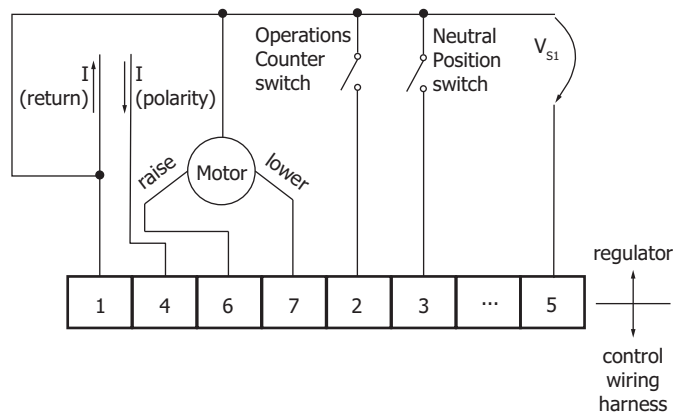 Operations
Counter
switch
Neutral
Position
switch
V_S1
I
(return)
I
(polarity)
raise
Motor
lower
1 4 6 7 2 3 ... 5
regulator
control
wiring
harness